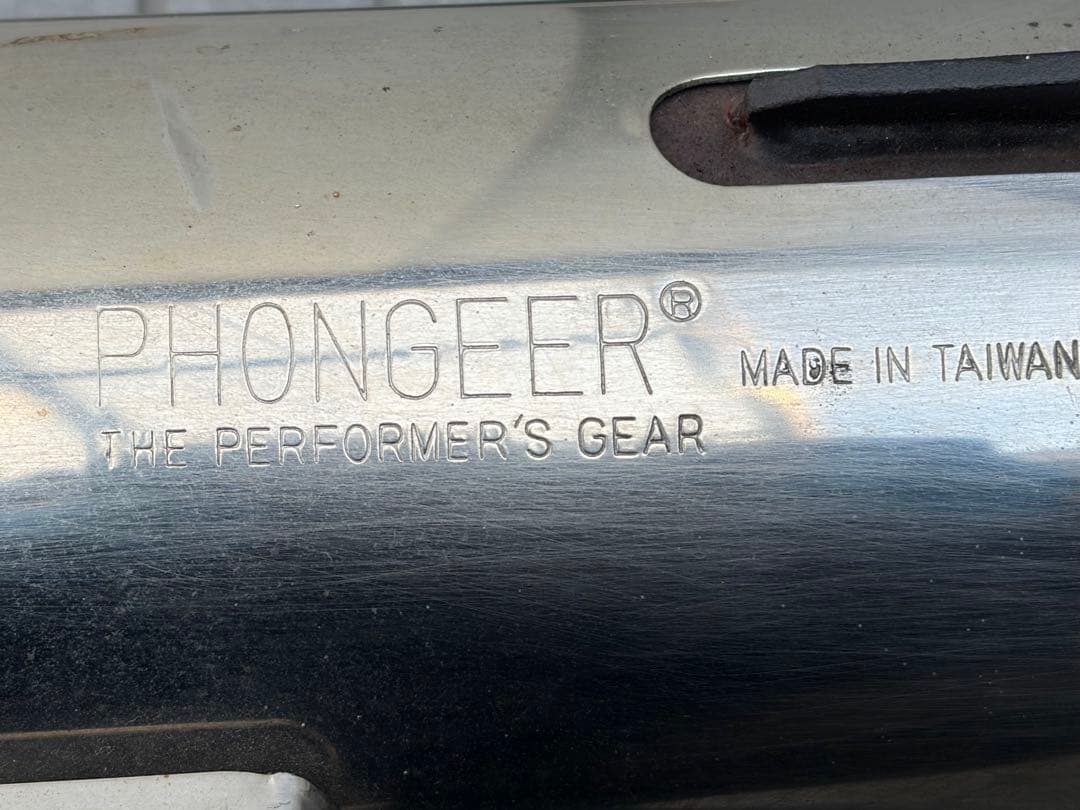 PHONGEER®
THE PERFORMER'S GEAR
MADE IN TAIWAN